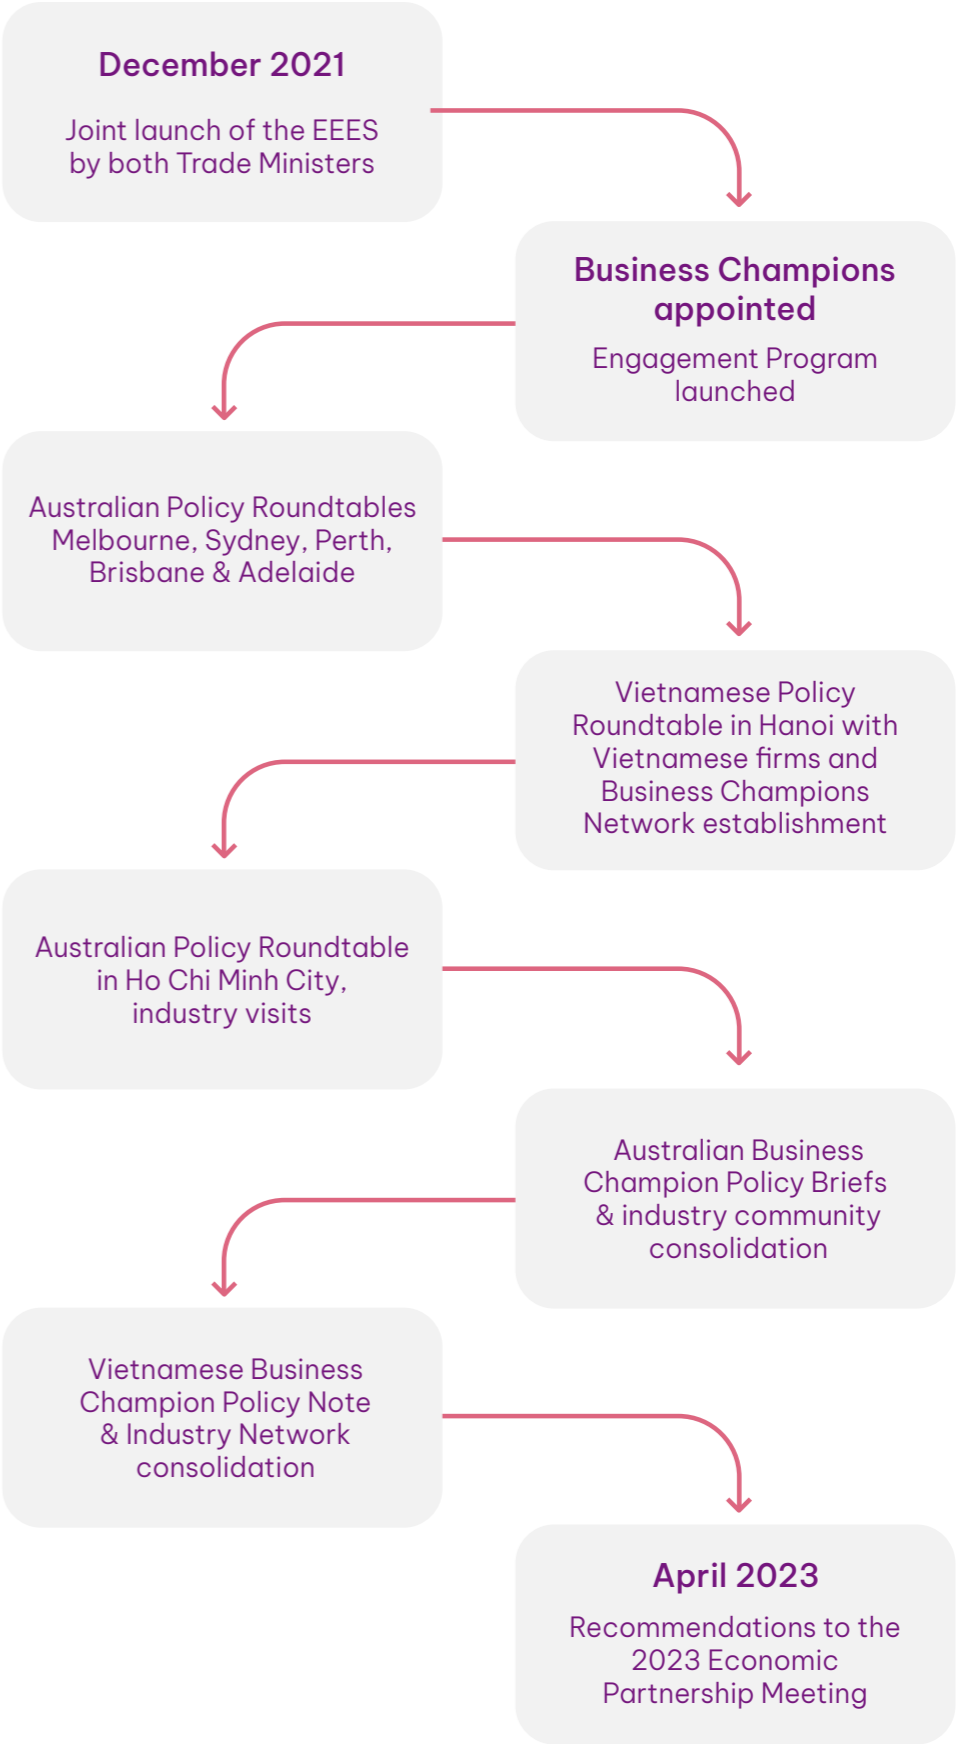 December 2021
Joint launch of the EEES
by both Trade Ministers
Business Champions
appointed
Engagement Program
launched
Australian Policy Roundtables
Melbourne, Sydney, Perth,
Brisbane & Adelaide
Vietnamese Policy
Roundtable in Hanoi with
Vietnamese firms and
Business Champions
Network establishment
Australian Policy Roundtable
in Ho Chi Minh City,
industry visits
Australian Business
Champion Policy Briefs
& industry community
consolidation
Vietnamese Business
Champion Policy Note
& Industry Network
consolidation
April 2023
Recommendations to the
2023 Economic
Partnership Meeting